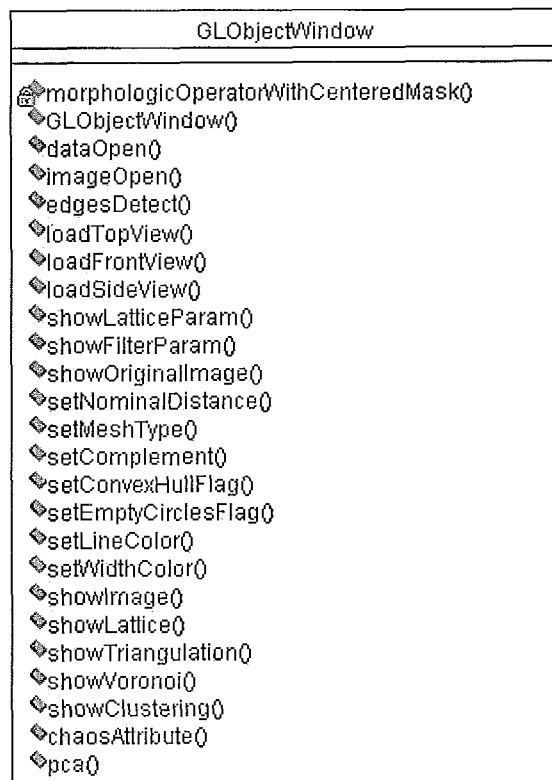 GLObjectWindow
morphologicOperatorWithCenteredMask()
GLObjectWindow()
dataOpen()
imageOpen()
edgesDetect()
loadTopView()
loadFrontView()
loadSideView()
showLatticeParam()
showFilterParam()
showOriginalImage()
setNominalDistance()
setMeshType()
setComplement()
setConvexHullFlag()
setEmptyCirclesFlag()
setLineColor()
setWidthColor()
showImage()
showLattice()
showTriangulation()
showVoronoi()
showClustering()
chaosAttribute()
pca()